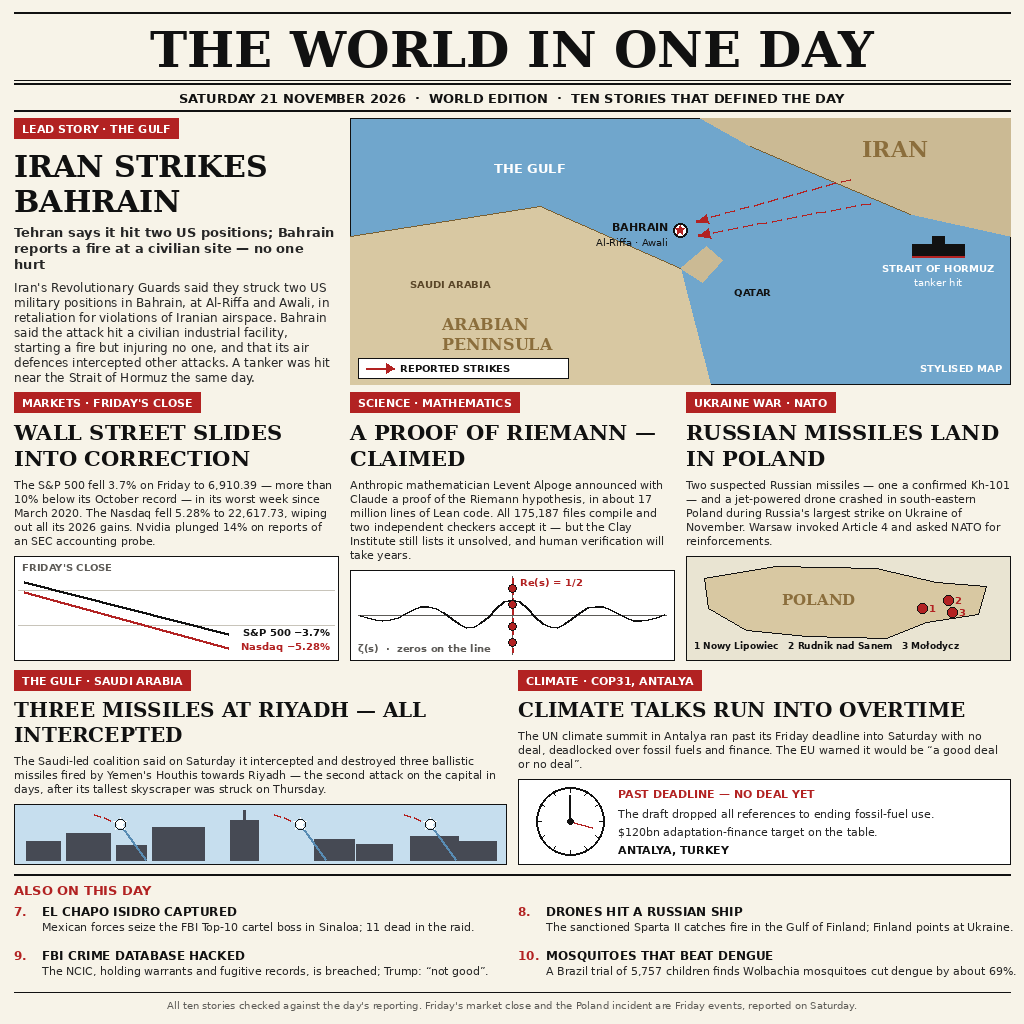 THE WORLD IN ONE DAY
SATURDAY 21 NOVEMBER 2026 · WORLD EDITION · TEN STORIES THAT DEFINED THE DAY
LEAD STORY · THE GULF
IRAN STRIKES
BAHRAIN
Tehran says it hit two US positions; Bahrain
reports a fire at a civilian site — no one
hurt
Iran's Revolutionary Guards said they struck two US
military positions in Bahrain, at Al-Riffa and Awali, in
retaliation for violations of Iranian airspace. Bahrain
said the attack hit a civilian industrial facility,
starting a fire but injuring no one, and that its air
defences intercepted other attacks. A tanker was hit
near the Strait of Hormuz the same day.
THE GULF
IRAN
BAHRAIN
Al-Riffa · Awali
STRAIT OF HORMUZ
tanker hit
SAUDI ARABIA
QATAR
ARABIAN
PENINSULA
REPORTED STRIKES
STYLISED MAP
MARKETS · FRIDAY'S CLOSE
WALL STREET SLIDES
INTO CORRECTION
The S&P 500 fell 3.7% on Friday to 6,910.39 — more than
10% below its October record — in its worst week since
March 2020. The Nasdaq fell 5.28% to 22,617.73, wiping
out all its 2026 gains. Nvidia plunged 14% on reports of
an SEC accounting probe.
FRIDAY'S CLOSE
S&P 500 −3.7%
Nasdaq −5.28%
SCIENCE · MATHEMATICS
A PROOF OF RIEMANN —
CLAIMED
Anthropic mathematician Levent Alpoge announced with
Claude a proof of the Riemann hypothesis, in about 17
million lines of Lean code. All 175,187 files compile and
two independent checkers accept it — but the Clay
Institute still lists it unsolved, and human verification will
take years.
Re(s) = 1/2
ζ(s) · zeros on the line
UKRAINE WAR · NATO
RUSSIAN MISSILES LAND
IN POLAND
Two suspected Russian missiles — one a confirmed Kh-101
— and a jet-powered drone crashed in south-eastern
Poland during Russia's largest strike on Ukraine of
November. Warsaw invoked Article 4 and asked NATO for
reinforcements.
POLAND
1
2
3
1 Nowy Lipowiec 2 Rudnik nad Sanem 3 Mołodycz
THE GULF · SAUDI ARABIA
THREE MISSILES AT RIYADH — ALL
INTERCEPTED
The Saudi-led coalition said on Saturday it intercepted and destroyed three ballistic
missiles fired by Yemen's Houthis towards Riyadh — the second attack on the capital in
days, after its tallest skyscraper was struck on Thursday.
CLIMATE · COP31, ANTALYA
CLIMATE TALKS RUN INTO OVERTIME
The UN climate summit in Antalya ran past its Friday deadline into Saturday with no
deal, deadlocked over fossil fuels and finance. The EU warned it would be “a good deal
or no deal”.
PAST DEADLINE — NO DEAL YET
The draft dropped all references to ending fossil-fuel use.
$120bn adaptation-finance target on the table.
ANTALYA, TURKEY
ALSO ON THIS DAY
7. EL CHAPO ISIDRO CAPTURED
Mexican forces seize the FBI Top-10 cartel boss in Sinaloa; 11 dead in the raid.
8. DRONES HIT A RUSSIAN SHIP
The sanctioned Sparta II catches fire in the Gulf of Finland; Finland points at Ukraine.
9. FBI CRIME DATABASE HACKED
The NCIC, holding warrants and fugitive records, is breached; Trump: “not good”.
10. MOSQUITOES THAT BEAT DENGUE
A Brazil trial of 5,757 children finds Wolbachia mosquitoes cut dengue by about 69%.
All ten stories checked against the day's reporting. Friday's market close and the Poland incident are Friday events, reported on Saturday.